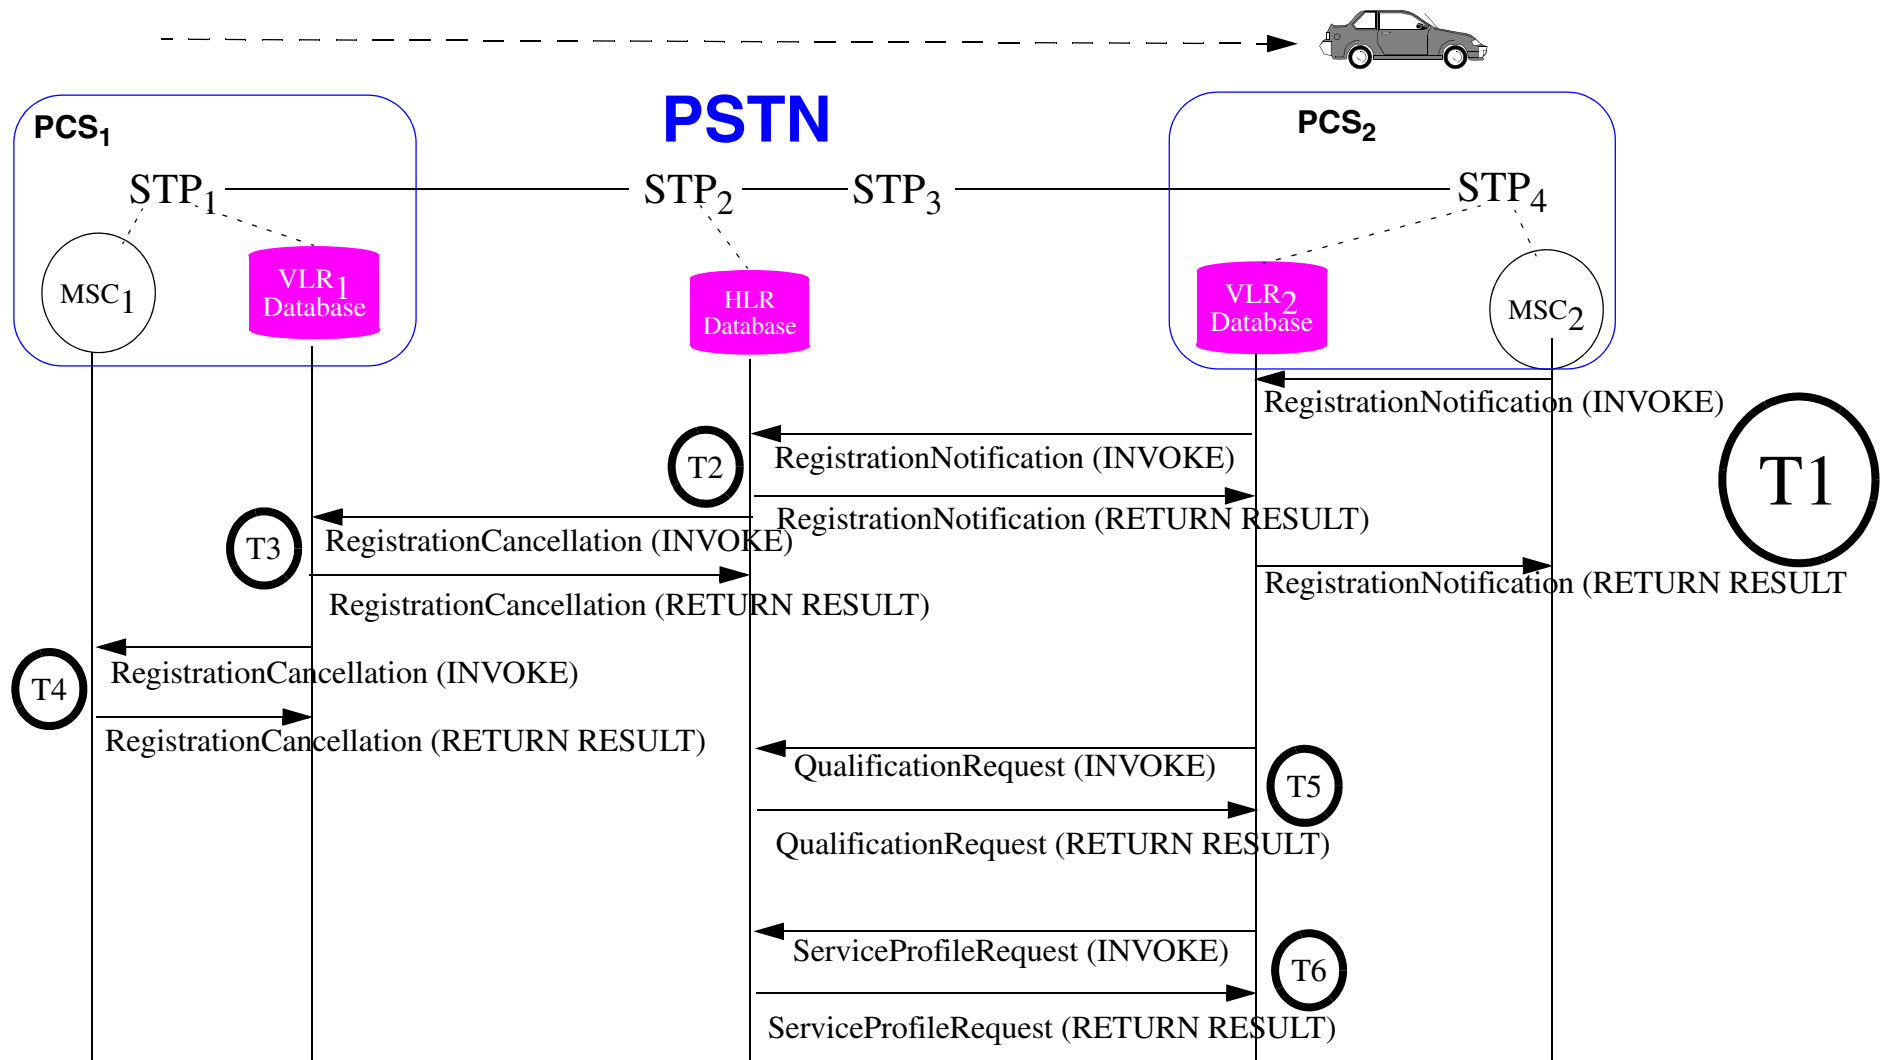 PCS1
PSTN
PCS2
STP1
STP2
STP3
STP4
MSC1
VLR1
Database
HLR
Database
VLR2
Database
MSC2
RegistrationNotification (INVOKE)
T1
T2
RegistrationNotification (INVOKE)
RegistrationNotification (RETURN RESULT)
T3
RegistrationCancellation (INVOKE)
RegistrationNotification (RETURN RESULT
RegistrationCancellation (RETURN RESULT)
T4
RegistrationCancellation (INVOKE)
RegistrationCancellation (RETURN RESULT)
QualificationRequest (INVOKE)
T5
QualificationRequest (RETURN RESULT)
ServiceProfileRequest (INVOKE)
T6
ServiceProfileRequest (RETURN RESULT)